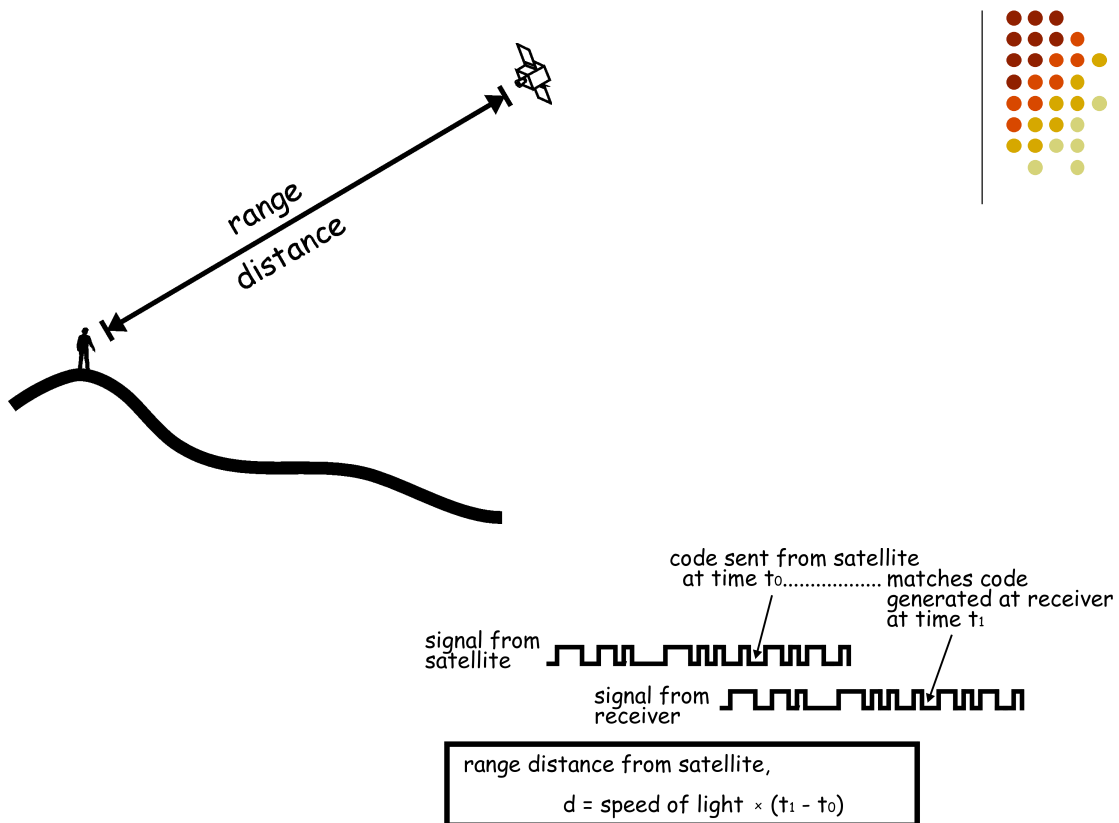 range
distance
code sent from satellite
at time t₀.................. matches code
generated at receiver
at time t₁
signal from
satellite
signal from
receiver
range distance from satellite,
d = speed of light × (t₁ - t₀)